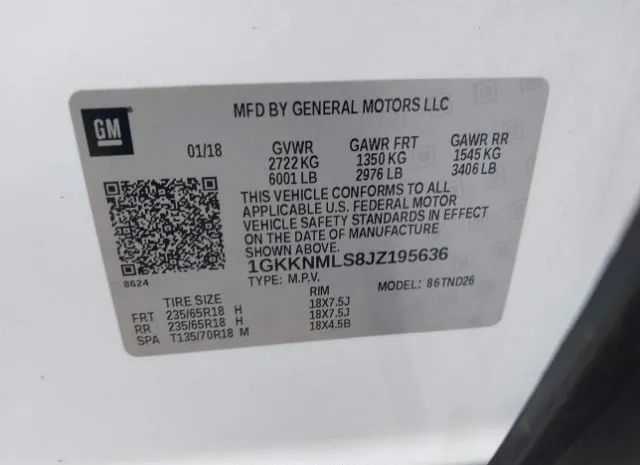 MFD BY GENERAL MOTORS LLC
GM
01/18 GVWR GAWR FRT GAWR RR
2722 KG 1350 KG 1545 KG
6001 LB 2976 LB 3406 LB
THIS VEHICLE CONFORMS TO ALL
APPLICABLE U.S. FEDERAL MOTOR
VEHICLE SAFETY STANDARDS IN EFFECT
ON THE DATE OF MANUFACTURE
SHOWN ABOVE.
1GKKNMLS8JZ195636
8624
TYPE: M.P.V. MODEL: 86TND26
TIRE SIZE RIM
FRT 235/65R18 H 18X7.5J
RR 235/65R18 H 18X7.5J
SPA T135/70R18 M 18X4.5B